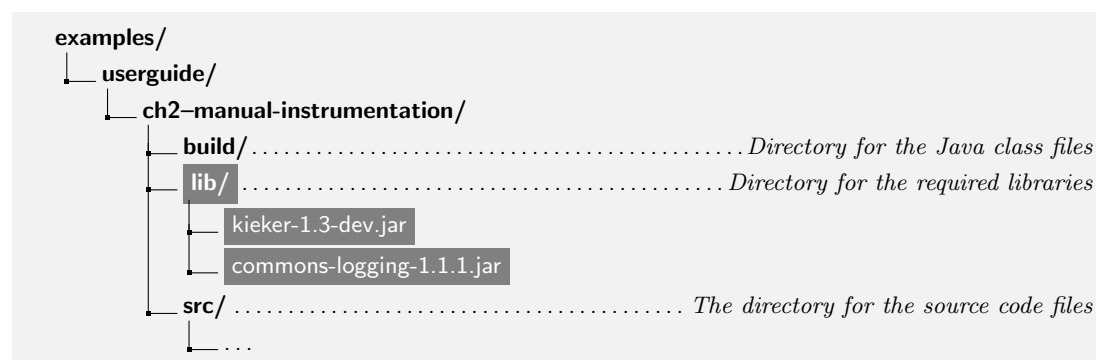 examples/
userguide/
ch2–manual-instrumentation/
build/ . . . . . . . . . . . . . . . . . . . . . . . . . . . . . . . . . . . . . . . . . . . . . . . Directory for the Java class files
lib/ . . . . . . . . . . . . . . . . . . . . . . . . . . . . . . . . . . . . . . . . . . . . . . Directory for the required libraries
kieker-1.3-dev.jar
commons-logging-1.1.1.jar
src/ . . . . . . . . . . . . . . . . . . . . . . . . . . . . . . . . . . . . . . . . . . The directory for the source code files
. . .